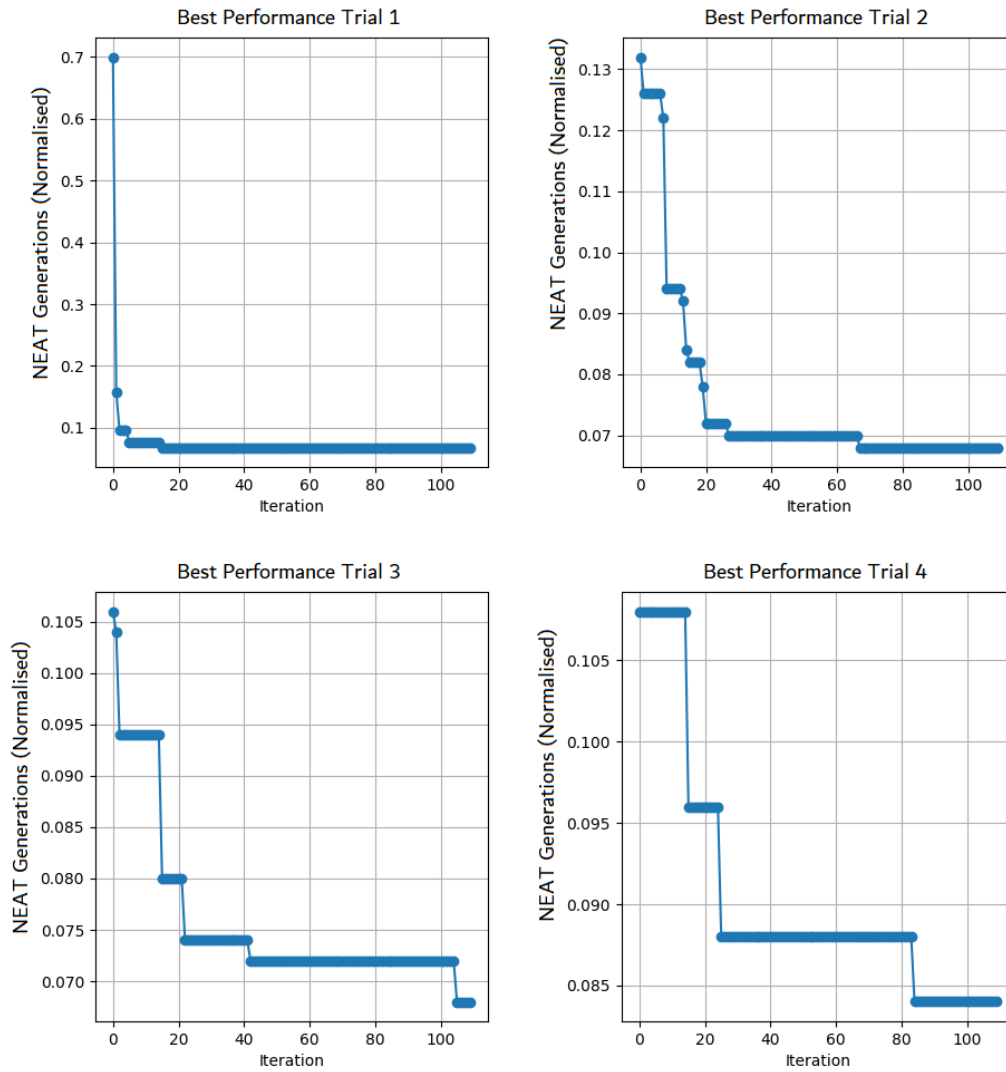 Best Performance Trial 1
NEAT Generations (Normalised)
0.7
0.6
0.5
0.4
0.3
0.2
0.1
0 20 40 60 80 100
Iteration
Best Performance Trial 2
NEAT Generations (Normalised)
0.13
0.12
0.11
0.10
0.09
0.08
0.07
0 20 40 60 80 100
Iteration
Best Performance Trial 3
NEAT Generations (Normalised)
0.105
0.100
0.095
0.090
0.085
0.080
0.075
0.070
0 20 40 60 80 100
Iteration
Best Performance Trial 4
NEAT Generations (Normalised)
0.105
0.100
0.095
0.090
0.085
0 20 40 60 80 100
Iteration